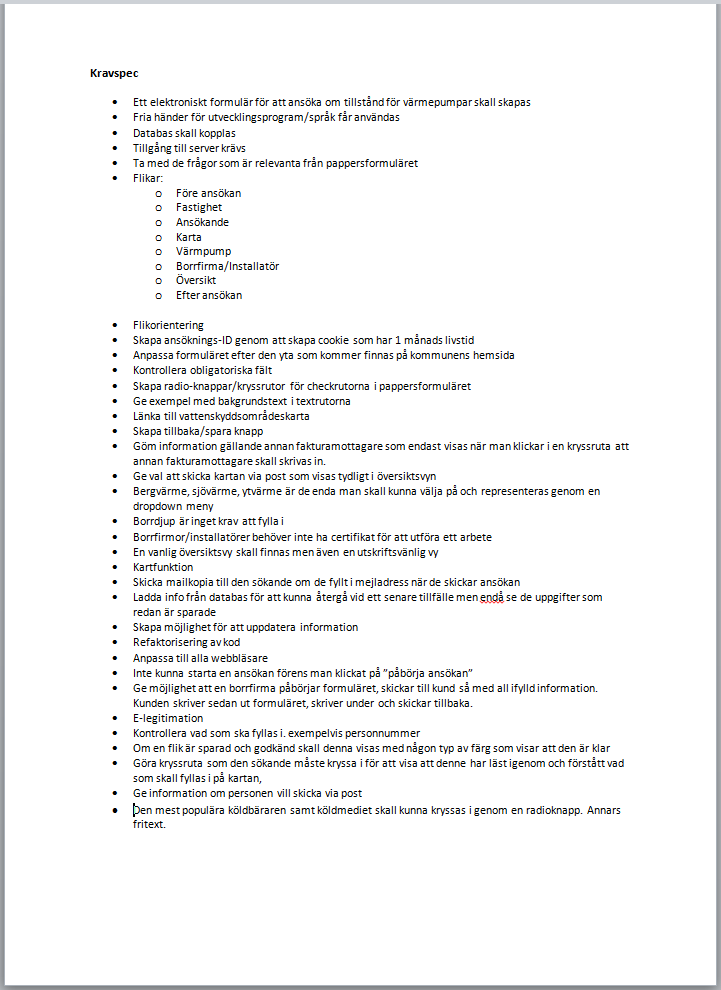 Kravspec
• Ett elektroniskt formulär för att ansöka om tillstånd för värmepumpar skall skapas
• Fria händer för utvecklingsprogram/språk får användas
• Databas skall kopplas
• Tillgång till server krävs
• Ta med de frågor som är relevanta från pappersformuläret
• Flikar:
o Före ansökan
o Fastighet
o Ansökande
o Karta
o Värmpump
o Borrfirma/Installatör
o Översikt
o Efter ansökan
• Flikorientering
• Skapa ansöknings-ID genom att skapa cookie som har 1 månads livstid
• Anpassa formuläret efter den yta som kommer finnas på kommunens hemsida
• Kontrollera obligatoriska fält
• Skapa radio-knappar/kryssrutor för checkrutorna i pappersformuläret
• Ge exempel med bakgrundstext i textrutorna
• Länka till vattenskyddsområdeskarta
• Skapa tillbaka/spara knapp
• Göm information gällande annan fakturamottagare som endast visas när man klickar i en kryssruta att
annan fakturamottagare skall skrivas in.
• Ge val att skicka kartan via post som visas tydligt i översiktsvyn
• Bergvärme, sjövärme, ytvärme är de enda man skall kunna välja på och representeras genom en
dropdown meny
• Borrdjup är inget krav att fylla i
• Borrfirmor/installatörer behöver inte ha certifikat för att utföra ett arbete
• En vanlig översiktsvy skall finnas men även en utskriftsvänlig vy
• Kartfunktion
• Skicka mailkopia till den sökande om de fyllt i mejladress när de skickar ansökan
• Ladda info från databas för att kunna återgå vid ett senare tillfälle men endå se de uppgifter som
redan är sparade
• Skapa möjlighet för att uppdatera information
• Refaktorisering av kod
• Anpassa till alla webbläsare
• Inte kunna starta en ansökan förens man klickat på ”påbörja ansökan”
• Ge möjlighet att en borrfirma påbörjar formuläret, skickar till kund så med all ifylld information.
Kunden skriver sedan ut formuläret, skriver under och skickar tillbaka.
• E-legitimation
• Kontrollera vad som ska fyllas i. exempelvis personnummer
• Om en flik är sparad och godkänd skall denna visas med någon typ av färg som visar att den är klar
• Göra kryssruta som den sökande måste kryssa i för att visa att denne har läst igenom och förstått vad
som skall fyllas i på kartan,
• Ge information om personen vill skicka via post
• Den mest populära köldbäraren samt köldmediet skall kunna kryssas i genom en radioknapp. Annars
fritext.